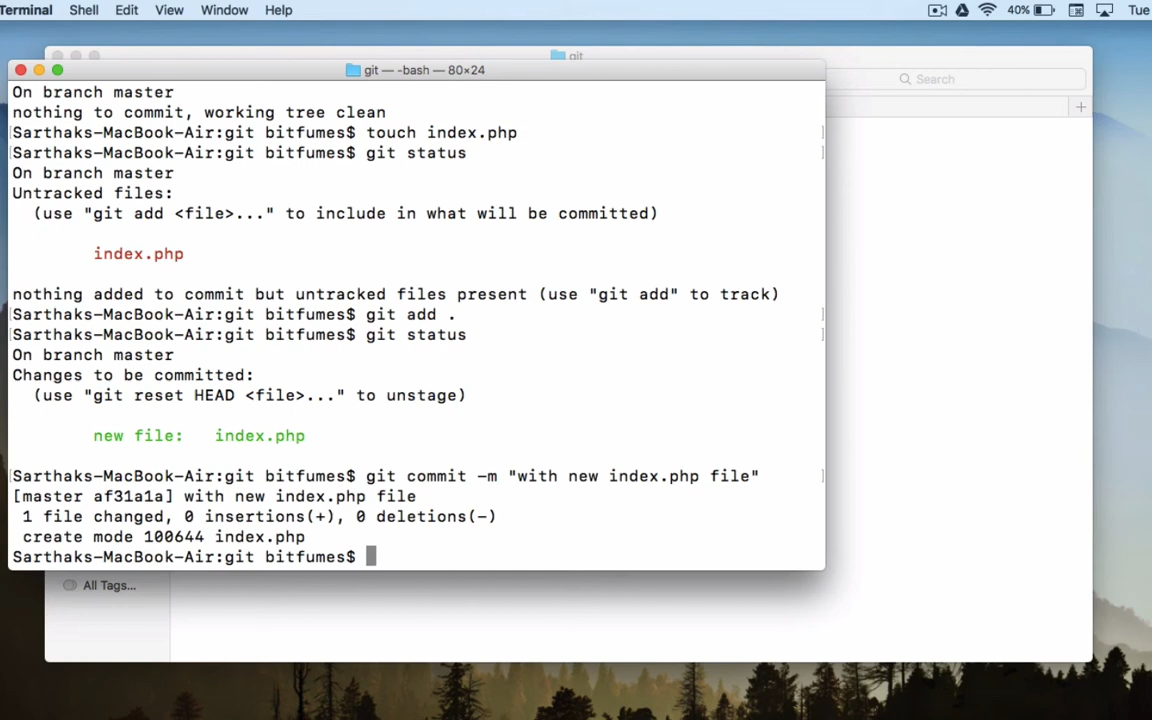 Terminal Shell Edit View Window Help 40% Tue
git
git — -bash — 80×24
Search
On branch master
nothing to commit, working tree clean
[Sarthaks-MacBook-Air:git bitfumes$ touch index.php ]
[Sarthaks-MacBook-Air:git bitfumes$ git status ]
On branch master
Untracked files:
(use "git add <file>..." to include in what will be committed)
index.php
nothing added to commit but untracked files present (use "git add" to track)
[Sarthaks-MacBook-Air:git bitfumes$ git add . ]
[Sarthaks-MacBook-Air:git bitfumes$ git status ]
On branch master
Changes to be committed:
(use "git reset HEAD <file>..." to unstage)
new file: index.php
[Sarthaks-MacBook-Air:git bitfumes$ git commit -m "with new index.php file" ]
[master af31a1a] with new index.php file
1 file changed, 0 insertions(+), 0 deletions(-)
create mode 100644 index.php
Sarthaks-MacBook-Air:git bitfumes$
All Tags...